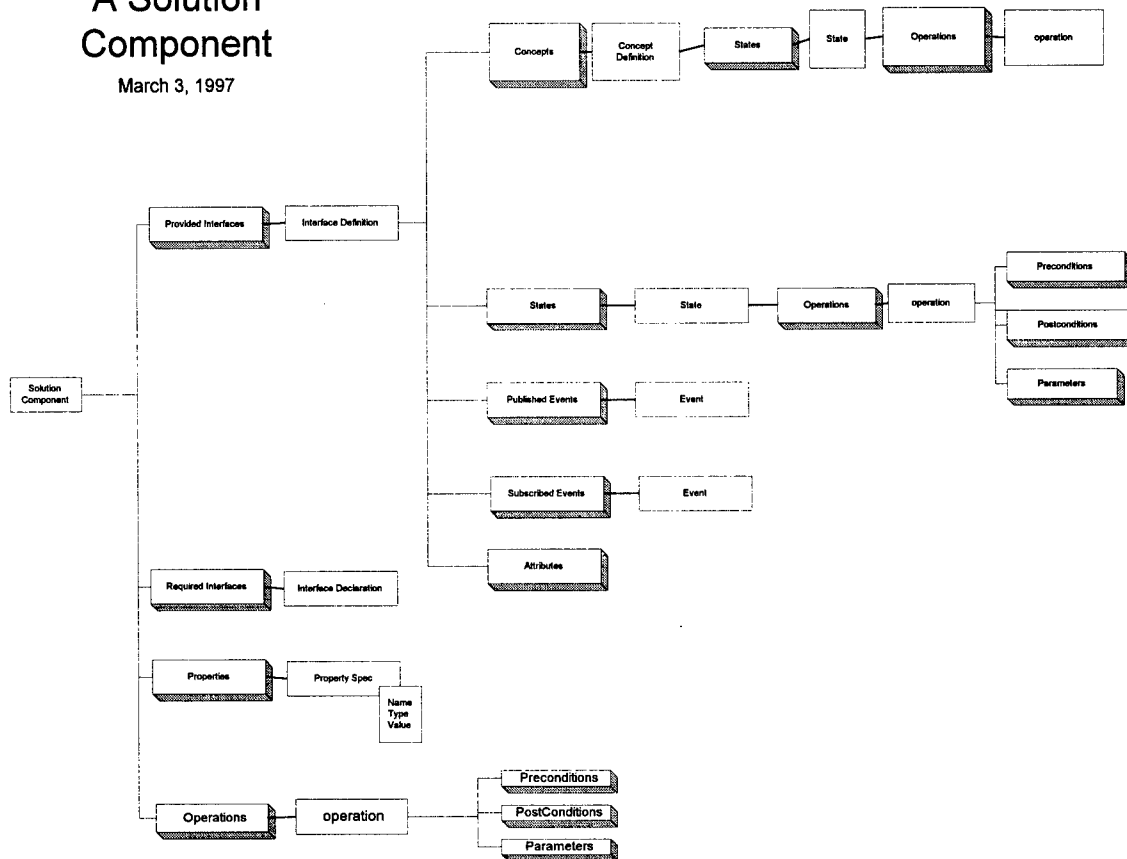 A Solution
Component
March 3, 1997
Concepts
Concept
Definition
States
State
Operations
operation
Provided Interfaces
Interface Definition
Preconditions
States
State
Operations
operation
Postconditions
Parameters
Solution
Component
Published Events
Event
Subscribed Events
Event
Attributes
Required Interfaces
Interface Declaration
Properties
Property Spec
Name
Type
Value
Operations
operation
Preconditions
PostConditions
Parameters